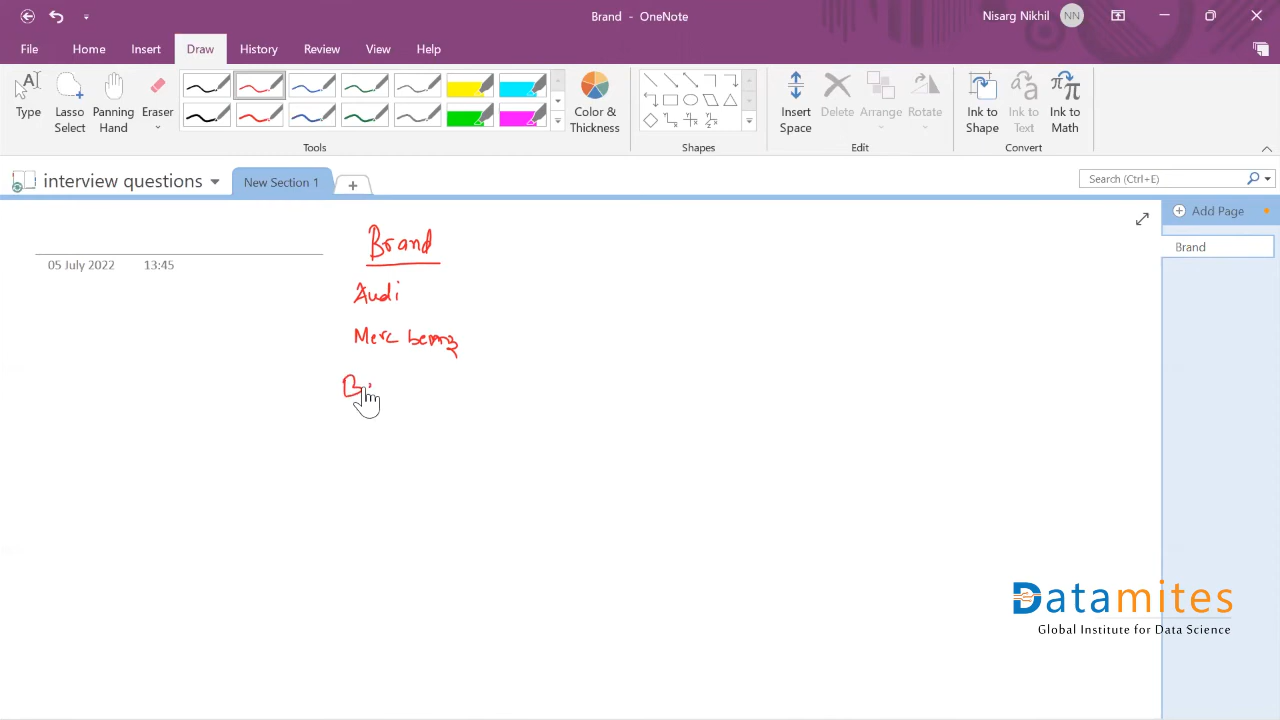 Brand - OneNote
Nisarg Nikhil NN
File Home Insert Draw History Review View Help
Type
Lasso Select
Panning Hand
Eraser
Color & Thickness
Insert Space
Delete
Arrange
Rotate
Ink to Shape
Ink to Text
Ink to Math
Tools
Shapes
Edit
Convert
interview questions
New Section 1
Search (Ctrl+E)
Add Page
Brand
05 July 2022 13:45
Brand
Audi
Merc
Datamites
Global Institute for Data Science